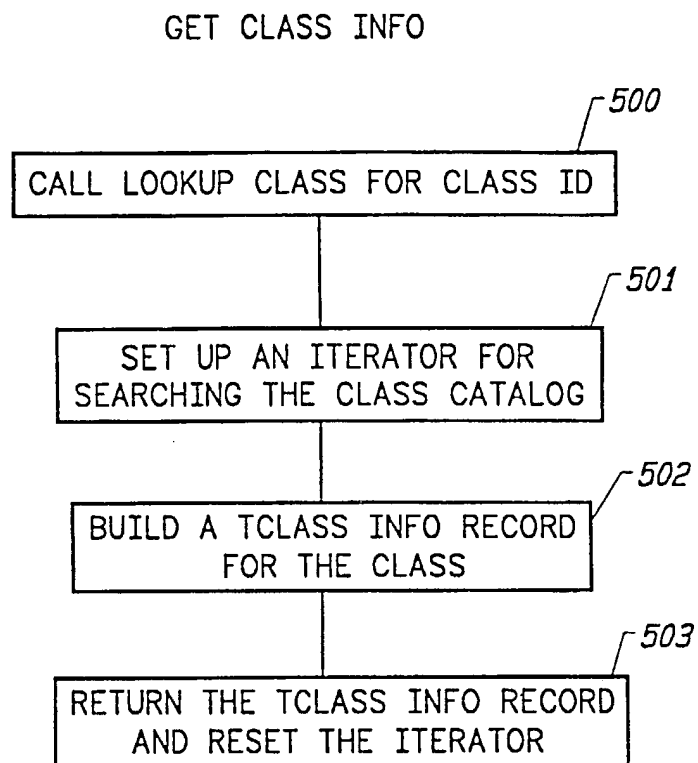 GET CLASS INFO
500
CALL LOOKUP CLASS FOR CLASS ID
501
SET UP AN ITERATOR FOR
SEARCHING THE CLASS CATALOG
502
BUILD A TCLASS INFO RECORD
FOR THE CLASS
503
RETURN THE TCLASS INFO RECORD
AND RESET THE ITERATOR